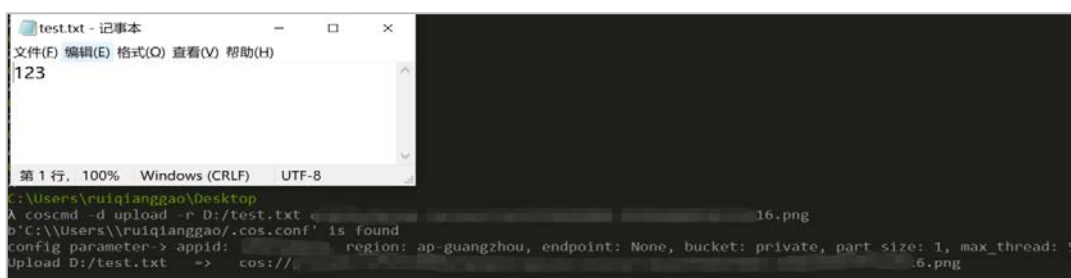 test.txt - 记事本
文件(F) 编辑(E) 格式(O) 查看(V) 帮助(H)
123
第 1 行, 100% Windows (CRLF) UTF-8
C:\Users\ruiqianggao\Desktop
λ coscmd -d upload -r D:/test.txt 16.png
b'C:\\Users\\ruiqianggao/.cos.conf' is found
config parameter-> appid: region: ap-guangzhou, endpoint: None, bucket: private, part_size: 1, max_thread: 5
Upload D:/test.txt => cos:// 6.png